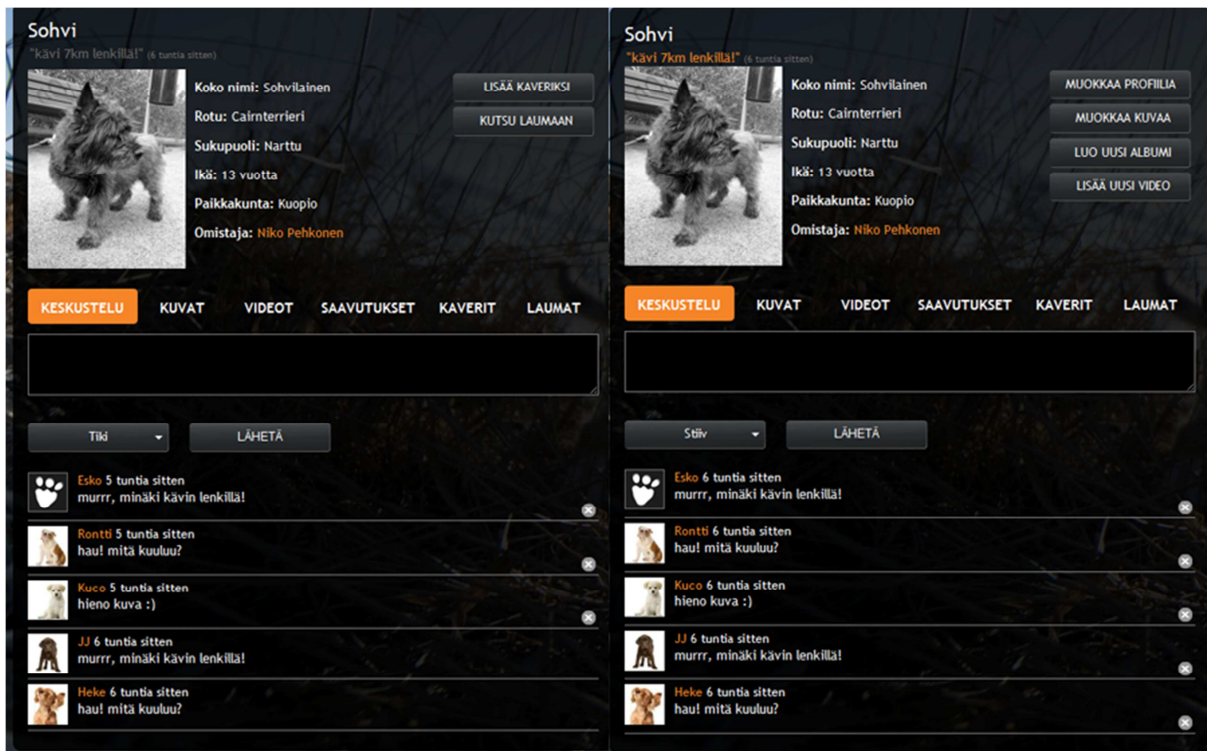 Sohvi
"kävi 7km lenkillä!" (6 tuntia sitten)
Koko nimi: Sohvilainen
Rotu: Cairnterrieri
Sukupuoli: Narttu
Ikä: 13 vuotta
Paikkakunta: Kuopio
Omistaja: Niko Pehkonen
LISÄÄ KAVERIKSI
KUTSU LAUMAAN
KESKUSTELU KUVAT VIDEOT SAAVUTUKSET KAVERIT LAUMAT
Tiki LÄHETÄ
Esko 5 tuntia sitten
murrr, minäki kävin lenkillä!
Rontti 5 tuntia sitten
hau! mitä kuuluu?
Kuco 5 tuntia sitten
hieno kuva :)
JJ 6 tuntia sitten
murrr, minäki kävin lenkillä!
Heke 6 tuntia sitten
hau! mitä kuuluu?
Sohvi
"kävi 7km lenkillä!" (6 tuntia sitten)
Koko nimi: Sohvilainen
Rotu: Cairnterrieri
Sukupuoli: Narttu
Ikä: 13 vuotta
Paikkakunta: Kuopio
Omistaja: Niko Pehkonen
MUOKKAA PROFIILIA
MUOKKAA KUVAA
LUO UUSI ALBUMI
LISÄÄ UUSI VIDEO
KESKUSTELU KUVAT VIDEOT SAAVUTUKSET KAVERIT LAUMAT
Stiiv LÄHETÄ
Esko 6 tuntia sitten
murrr, minäki kävin lenkillä!
Rontti 6 tuntia sitten
hau! mitä kuuluu?
Kuco 6 tuntia sitten
hieno kuva :)
JJ 6 tuntia sitten
murrr, minäki kävin lenkillä!
Heke 6 tuntia sitten
hau! mitä kuuluu?